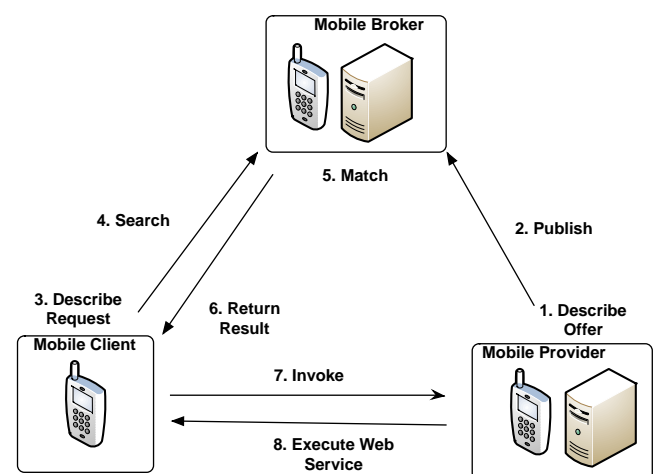 Mobile Broker
5. Match
4. Search
2. Publish
3. Describe
Request
6. Return
Result
1. Describe
Offer
Mobile Client
Mobile Provider
7. Invoke
8. Execute Web
Service